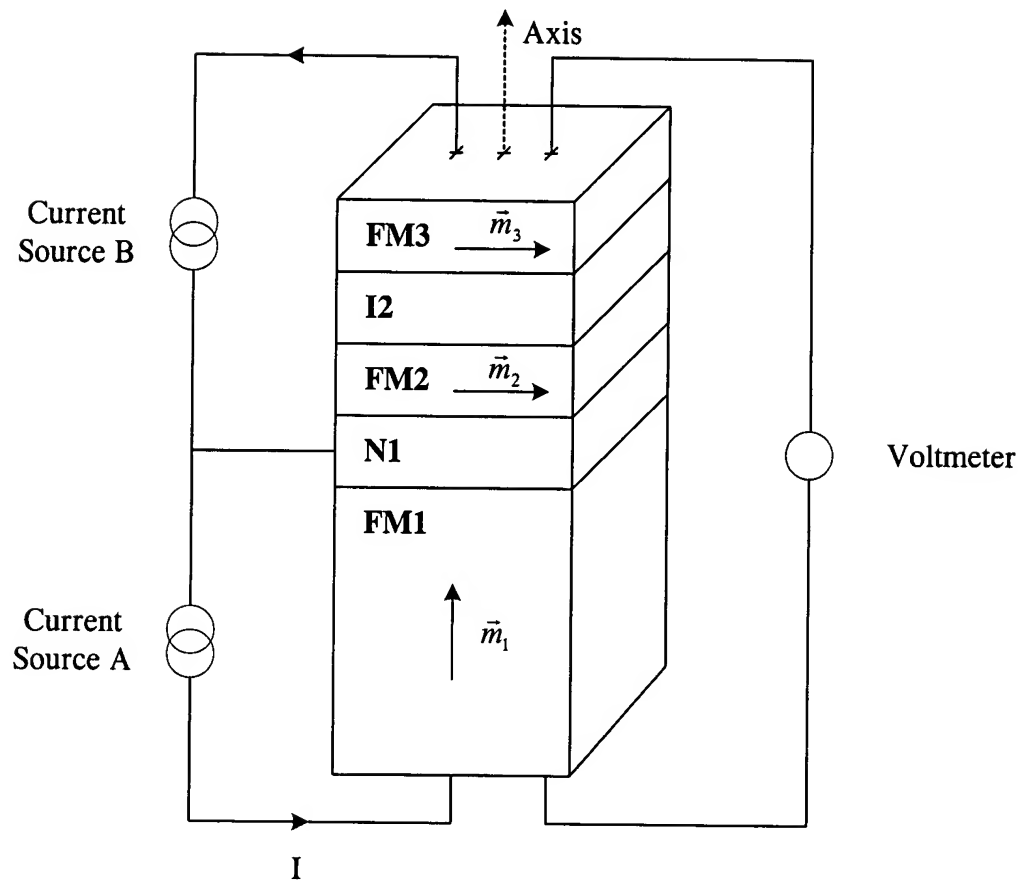 Axis
Current
Source B
FM3
m⃗₃
I2
FM2
m⃗₂
N1
Voltmeter
FM1
Current
Source A
m⃗₁
I